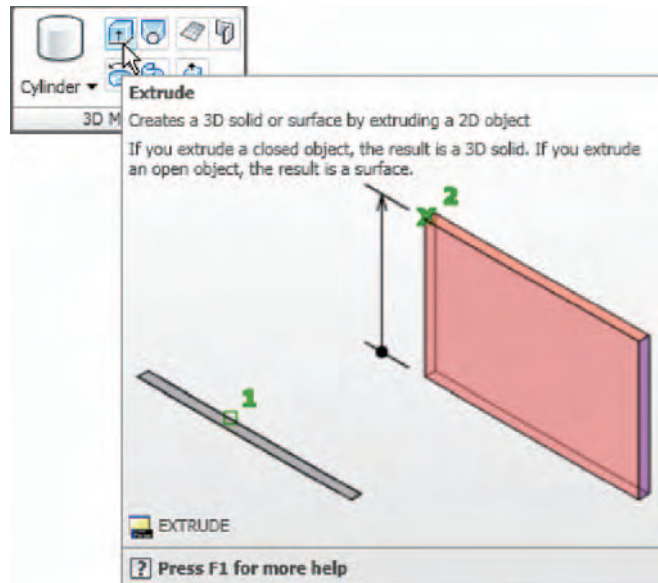 Cylinder
3D M
Extrude
Creates a 3D solid or surface by extruding a 2D object
If you extrude a closed object, the result is a 3D solid. If you extrude
an open object, the result is a surface.
2
1
EXTRUDE
? Press F1 for more help